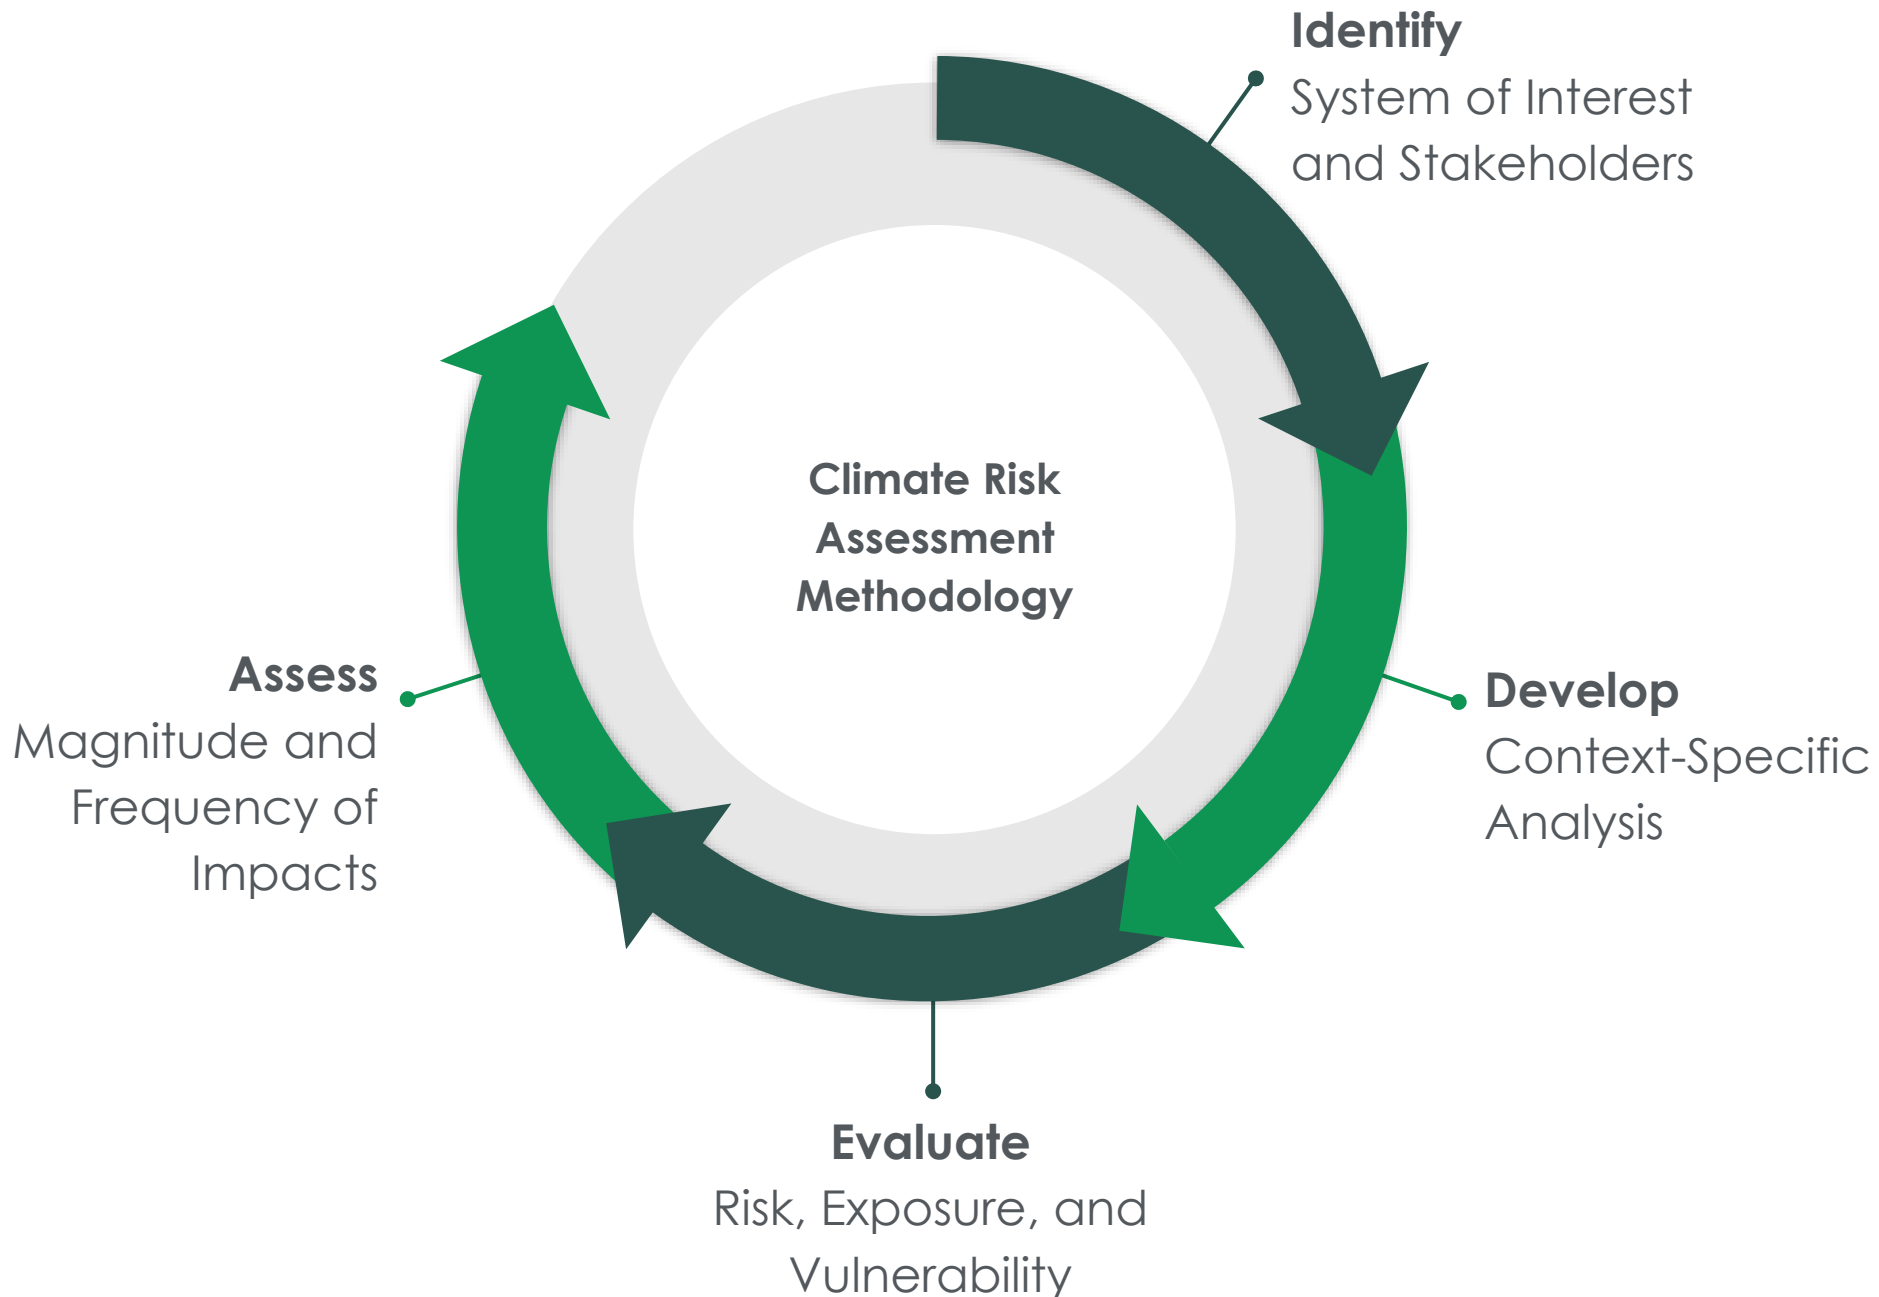 Identify
System of Interest
and Stakeholders
Climate Risk
Assessment
Methodology
Develop
Context-Specific
Analysis
Evaluate
Risk, Exposure, and
Vulnerability
Assess
Magnitude and
Frequency of
Impacts